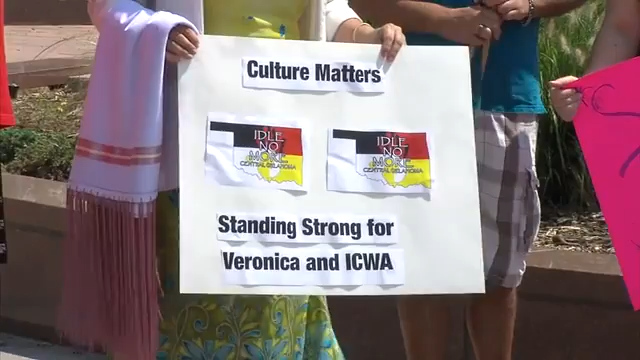 Culture Matters
IDLE
NO
MORE
CENTRAL OKLAHOMA
IDLE
NO
MORE
CENTRAL OKLAHOMA
Standing Strong for
Veronica and ICWA